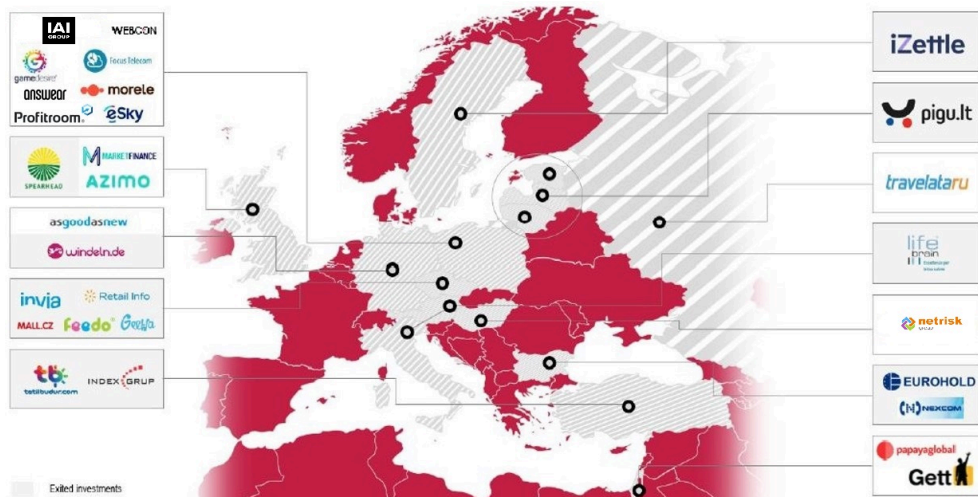 IAI
GROUP
WEBCON
gamedesire
Focus Telecom
answear
morele
Profitroom
eSky
SPEARHEAD
MARKETFINANCE
AZIMO
asgoodasnew
windeln.de
invia
Retail Info
MALL.CZ
feedo
Geewa
tb
tatilbudur.com
INDEX GRUP
Exited investments
iZettle
pigu.lt
travelataru
life
brain
netrisk
EUROHOLD
(N) NEXCOM
papayaglobal
Gett